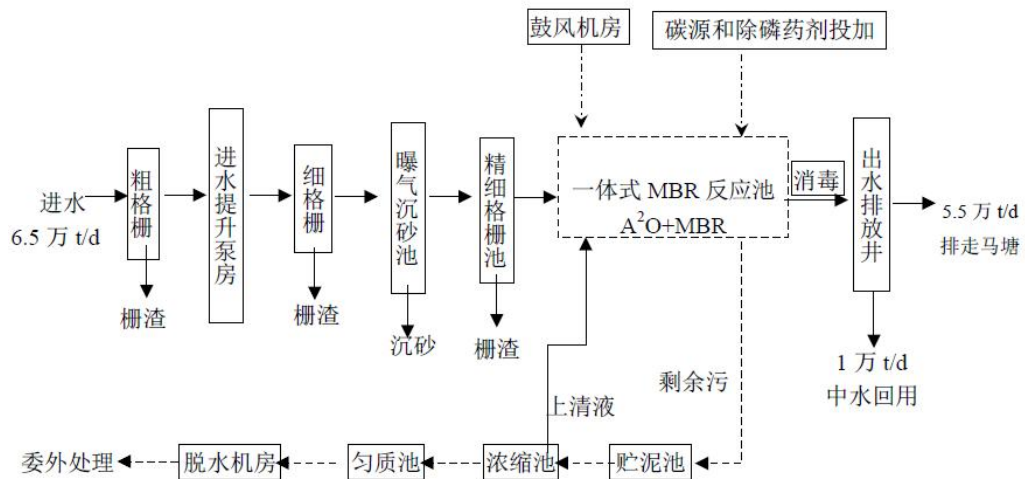 鼓风机房
碳源和除磷药剂投加
进水
6.5 万 t/d
粗格栅
进水提升泵房
细格栅
曝气沉砂池
精细格栅池
一体式 MBR 反应池
A²O+MBR
消毒
出水排放井
5.5 万 t/d
排走马塘
栅渣
栅渣
沉砂
栅渣
1 万 t/d
中水回用
剩余污
上清液
委外处理
脱水机房
匀质池
浓缩池
贮泥池